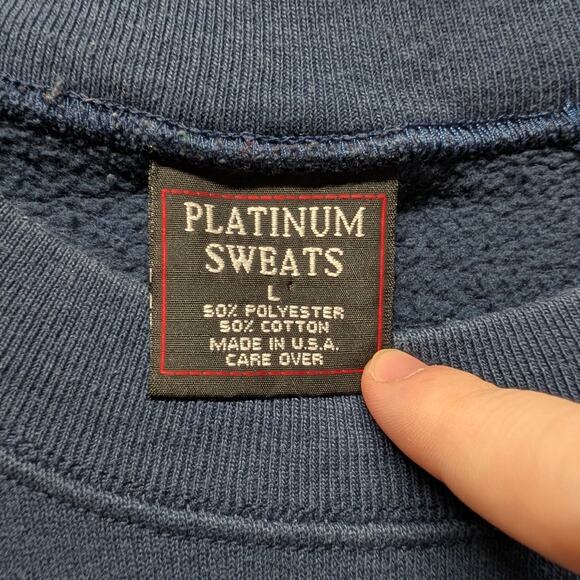 PLATINUM
SWEATS
L
50% POLYESTER
50% COTTON
MADE IN U.S.A.
CARE OVER